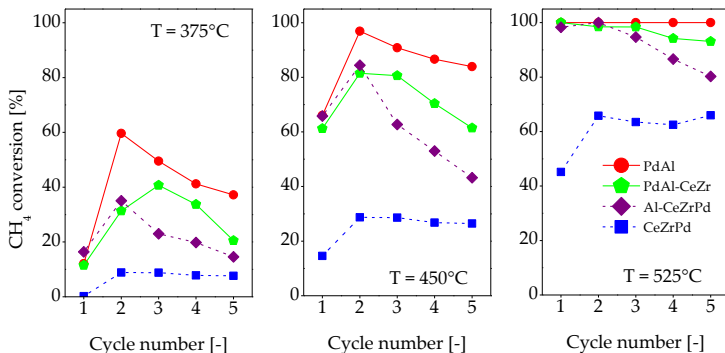 CH4 conversion [%]
100
80
60
40
20
0
T = 375°C
1 2 3 4 5
Cycle number [-]
100
80
60
40
20
0
T = 450°C
1 2 3 4 5
Cycle number [-]
100
80
60
40
20
0
PdAl
PdAl-CeZr
Al-CeZrPd
CeZrPd
T = 525°C
1 2 3 4 5
Cycle number [-]